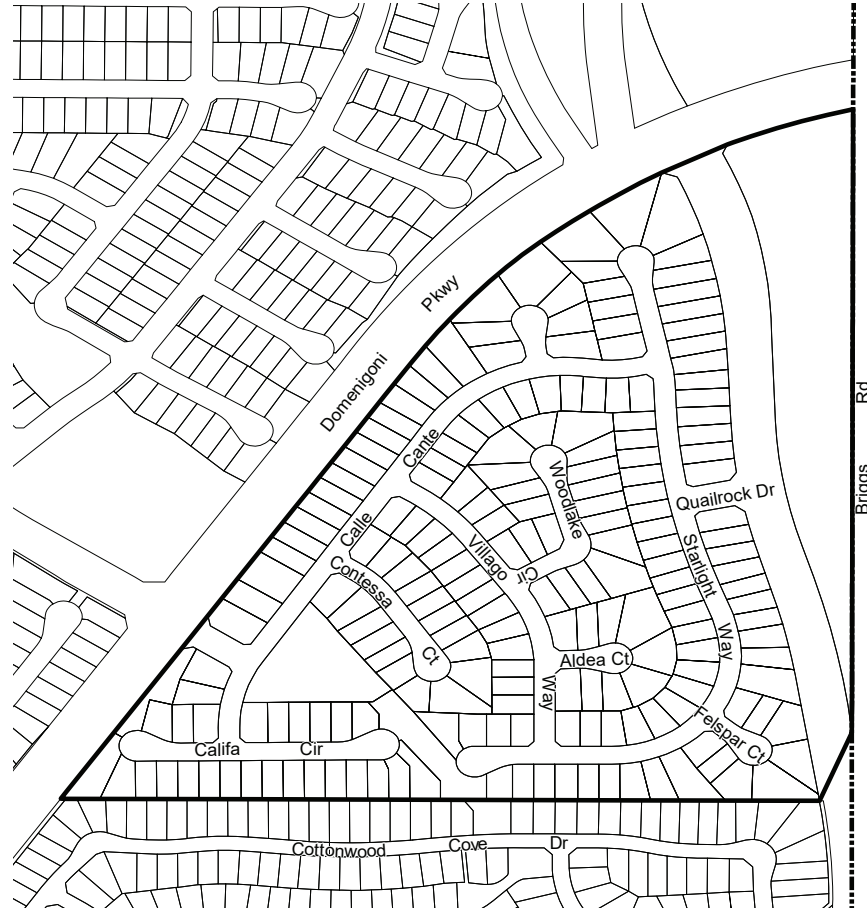 Domenigoni Pkwy
Briggs Rd
Calle Cante
Woodlake Cir
Quailrock Dr
Villago Way
Contessa Ct
Starlight Way
Aldea Ct
Felspar Ct
Califa Cir
Cottonwood Cove Dr